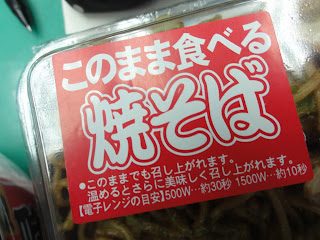 このまま食べる
焼そば
●このままでも召し上がれます。
温めるとさらに美味しく召し上がれます。
【電子レンジの目安】500W…約30秒 1500W…約10秒